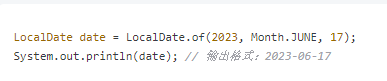 LocalDate date = LocalDate.of(2023, Month.JUNE, 17);
System.out.println(date); // 输出格式：2023-06-17